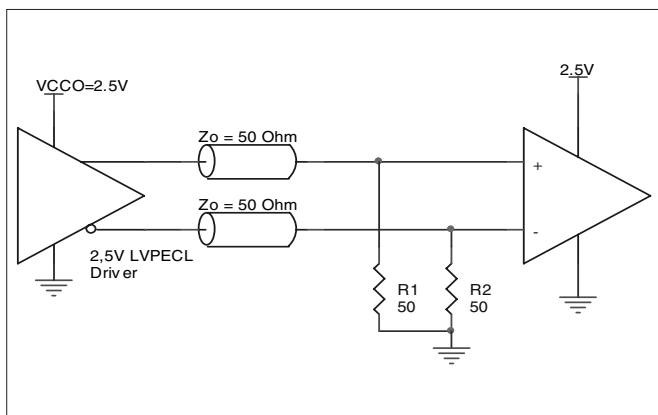 VCCO=2.5V
2.5V
Zo = 50 Ohm
+
Zo = 50 Ohm
-
2,5V LVPECL
Driver
R1
50
R2
50